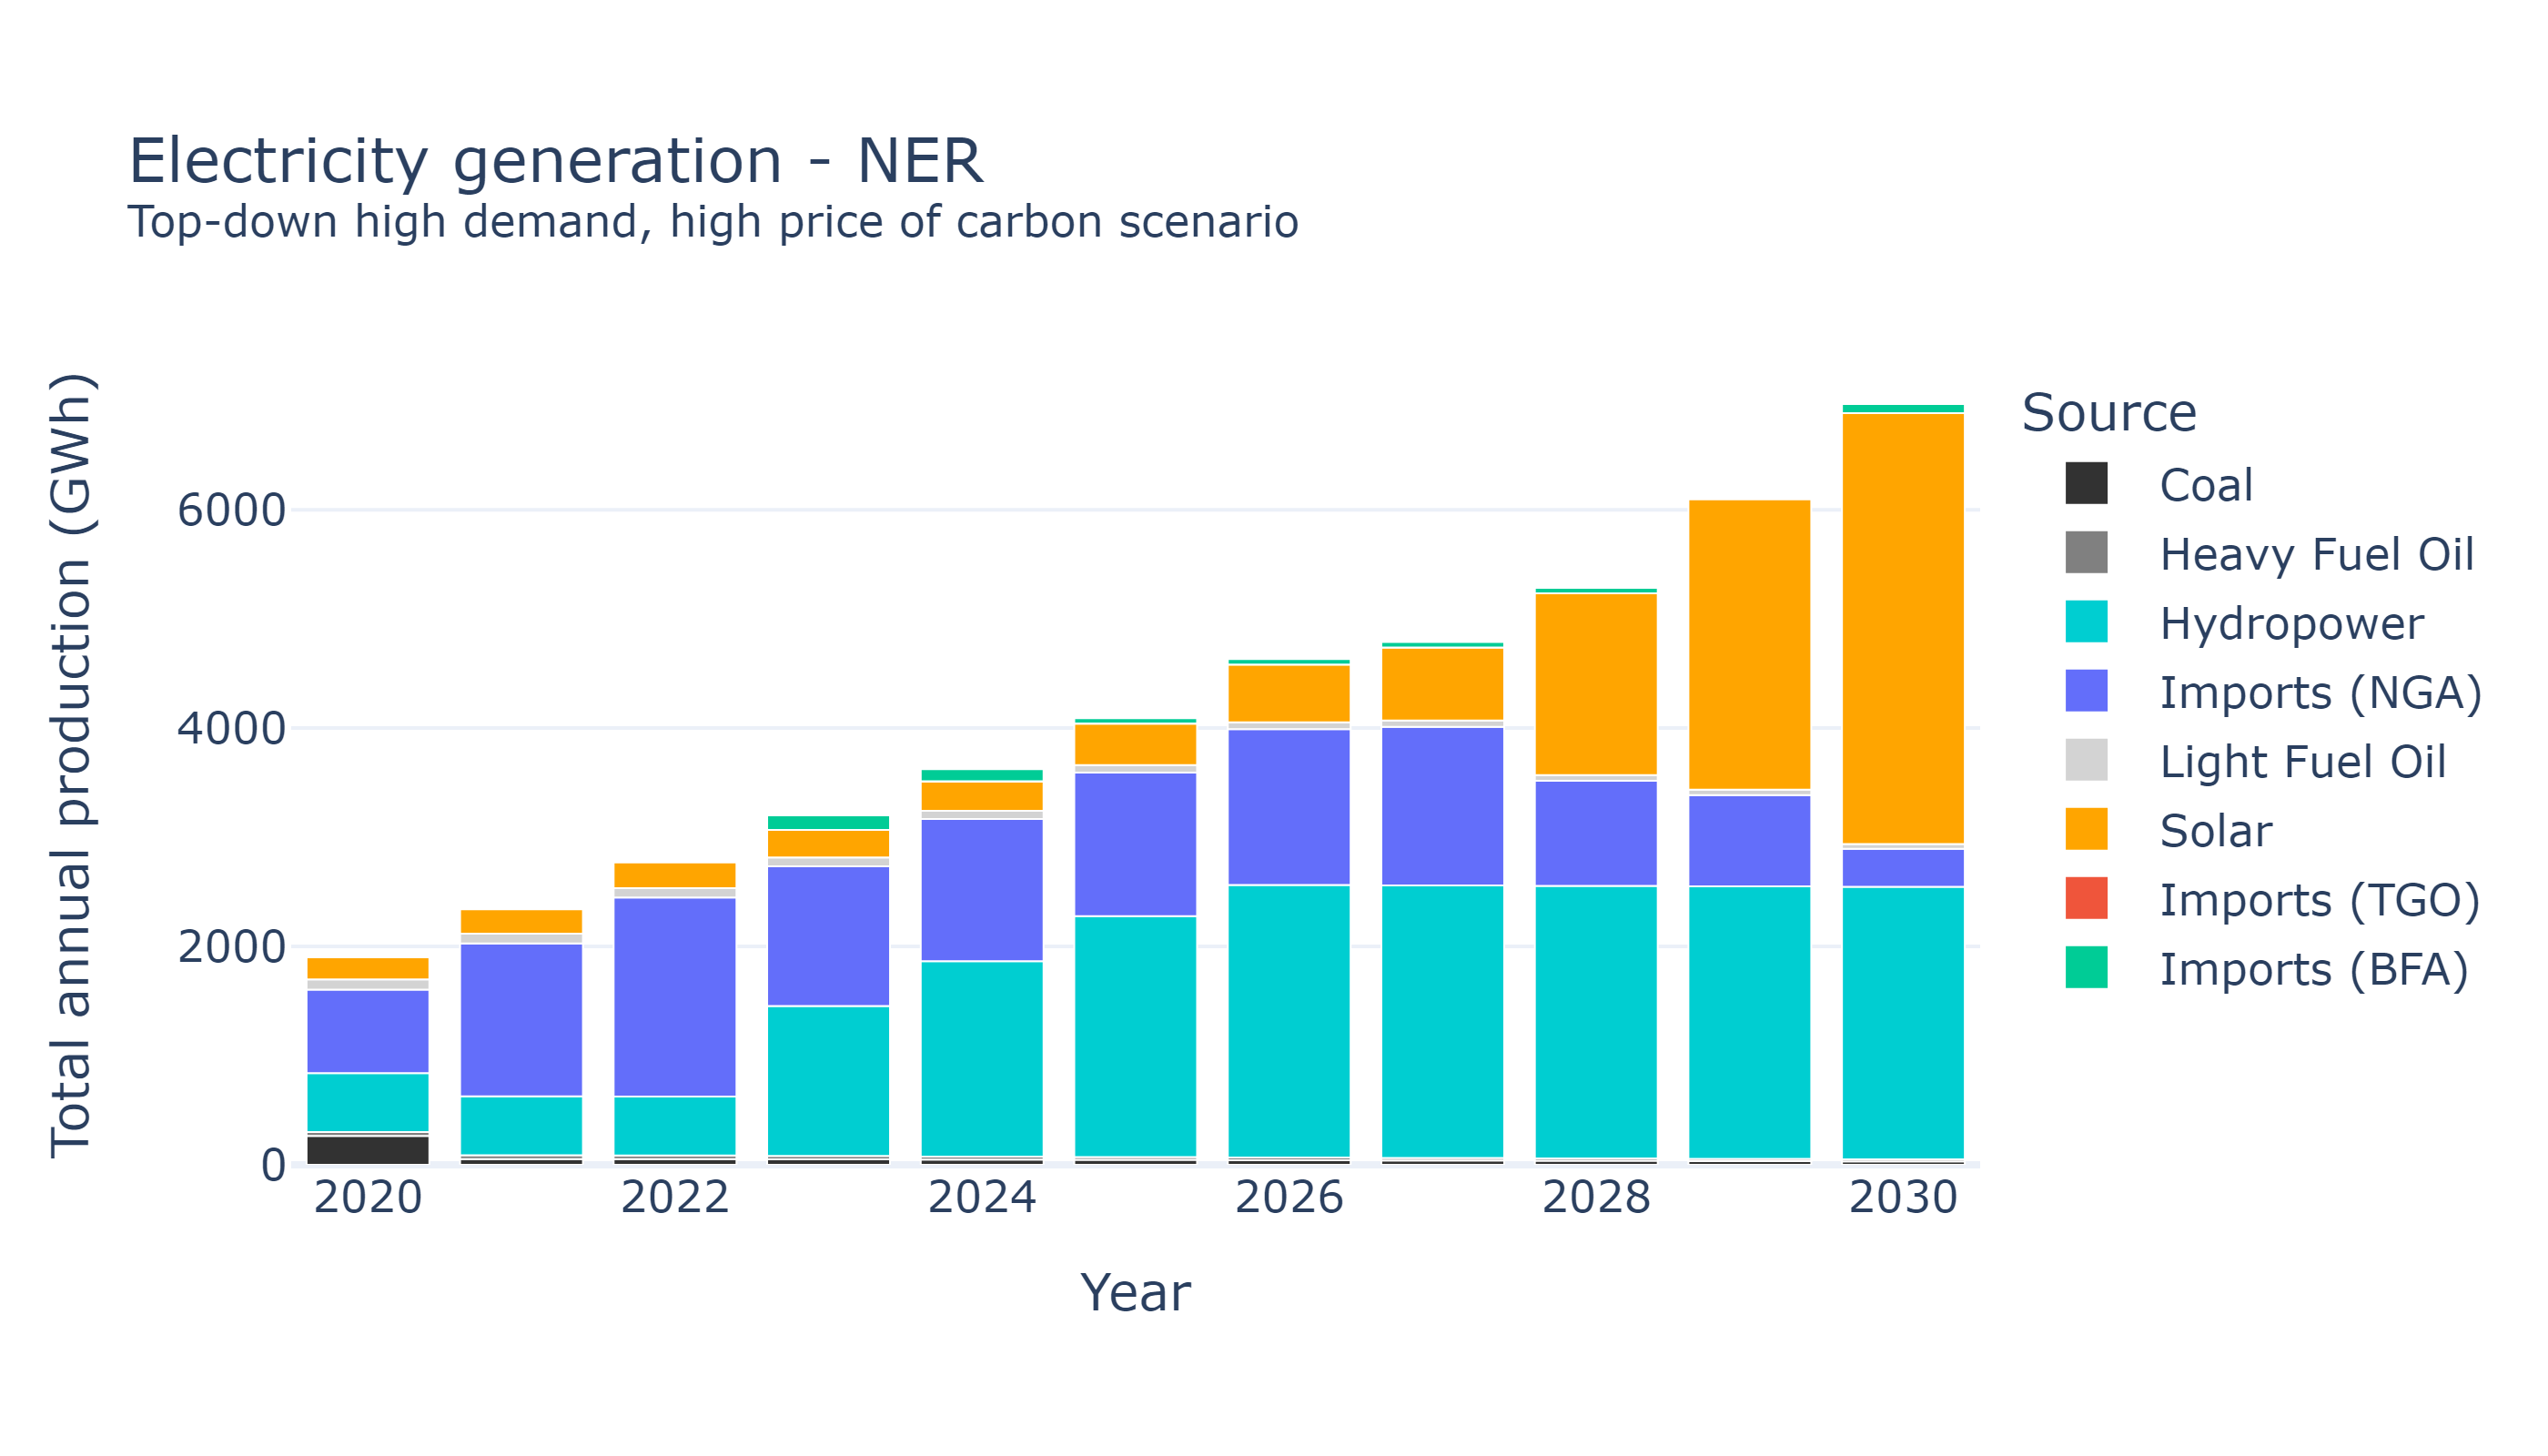 Electricity generation - NER
Top-down high demand, high price of carbon scenario
Total annual production (GWh)
6000
4000
2000
0
2020
2022
2024
2026
2028
2030
Year
Source
Coal
Heavy Fuel Oil
Hydropower
Imports (NGA)
Light Fuel Oil
Solar
Imports (TGO)
Imports (BFA)